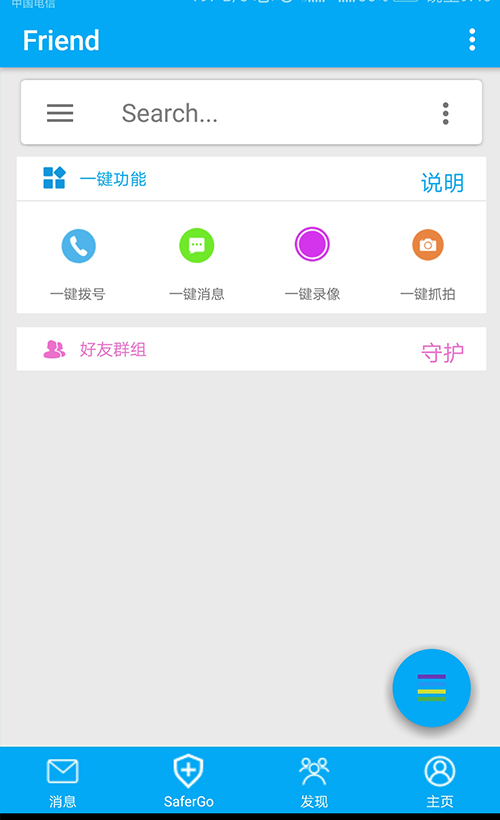 中国电信
Friend
Search...
一键功能
说明
一键拨号
一键消息
一键录像
一键抓拍
好友群组
守护
消息
SaferGo
发现
主页